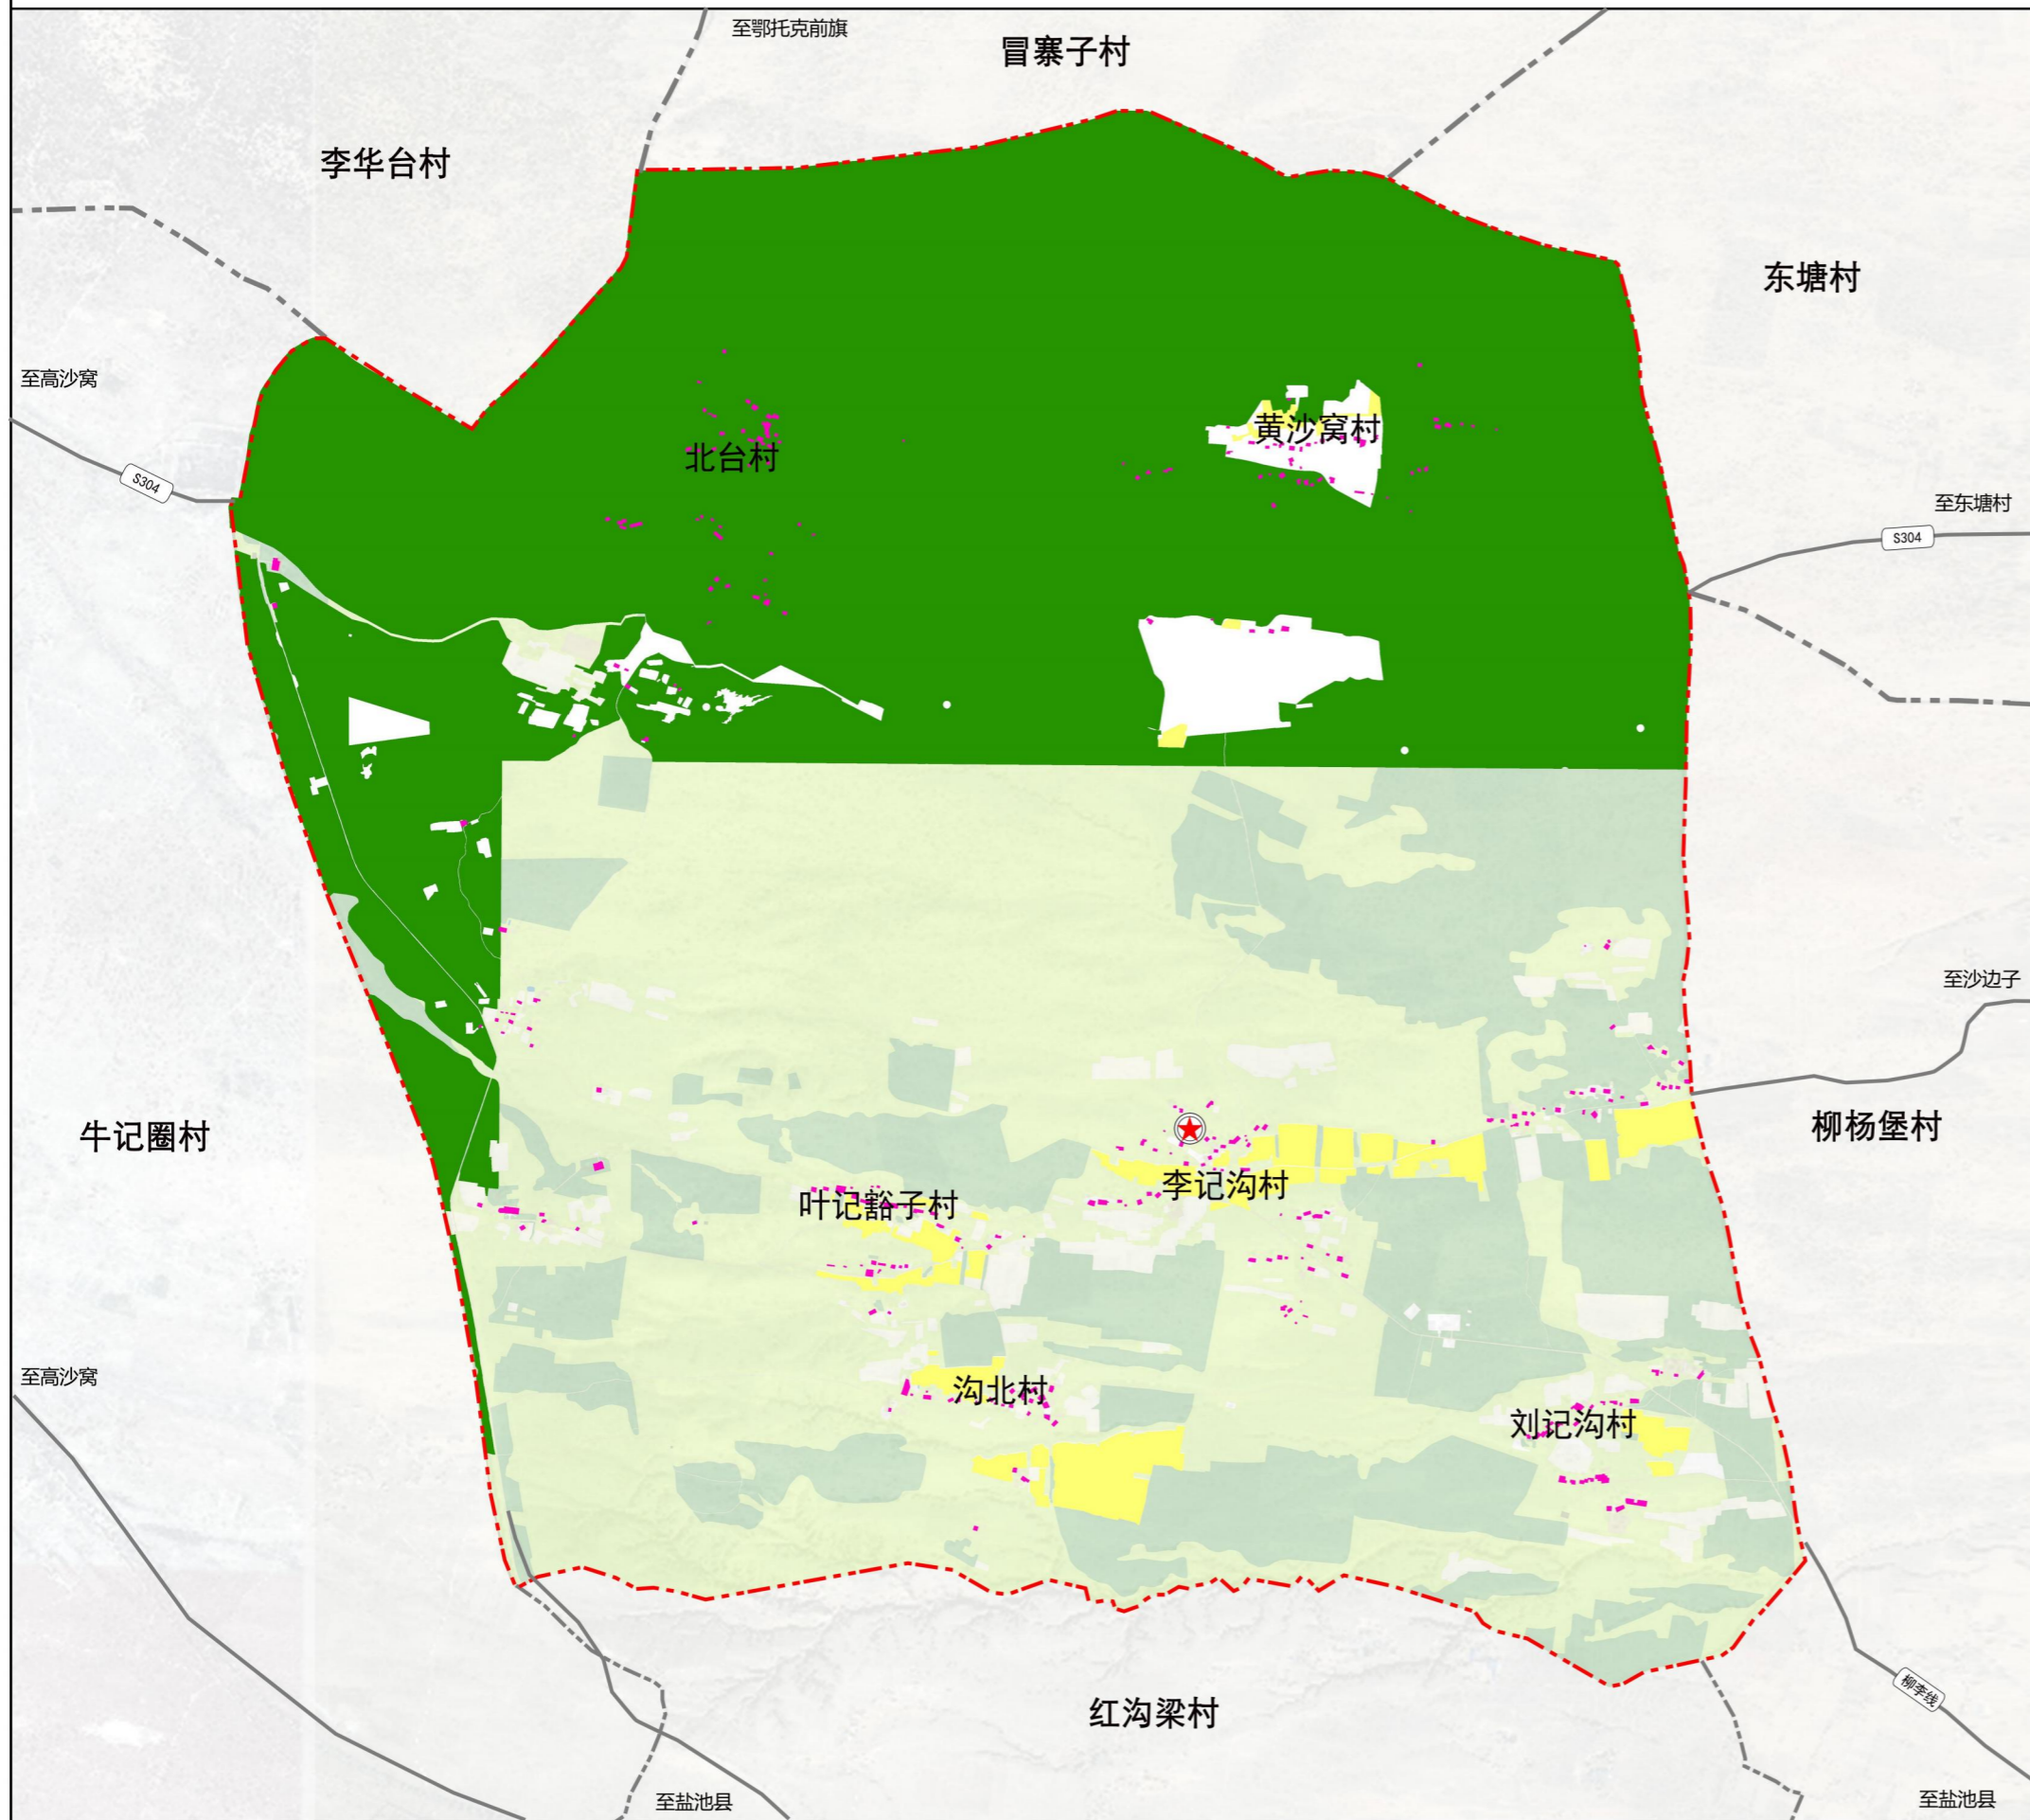 至鄂托克前旗
冒寨子村
李华台村
东塘村
至高沙窝
黄沙窝村
北台村
S304
至东塘村
S304
至沙边子
牛记圈村
柳杨堡村
李记沟村
叶记豁子村
至高沙窝
沟北村
刘记沟村
柳李线
红沟梁村
至盐池县
至盐池县